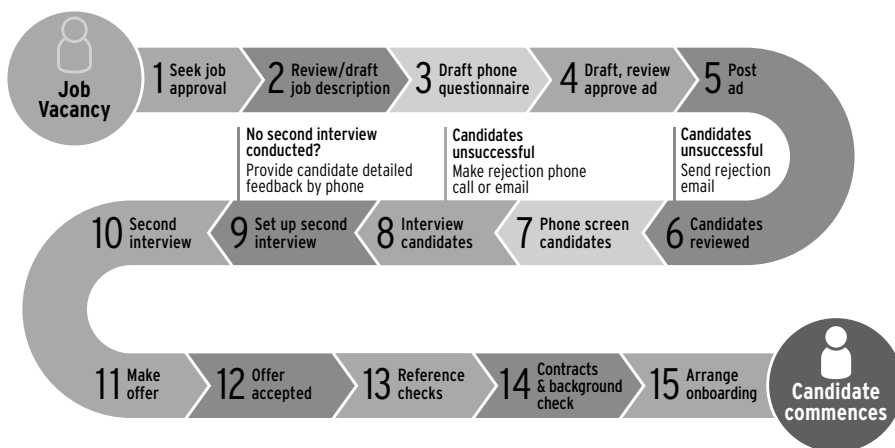 Job
Vacancy
1 Seek job
approval
2 Review/draft
job description
3 Draft phone
questionnaire
4 Draft, review
approve ad
5 Post
ad
No second interview
conducted?
Provide candidate detailed
feedback by phone
Candidates
unsuccessful
Make rejection phone
call or email
Candidates
unsuccessful
Send rejection
email
10 Second
interview
9 Set up second
interview
8 Interview
candidates
7 Phone screen
candidates
6 Candidates
reviewed
11 Make
offer
12 Offer
accepted
13 Reference
checks
14 Contracts
& background
check
15 Arrange
onboarding
Candidate
commences